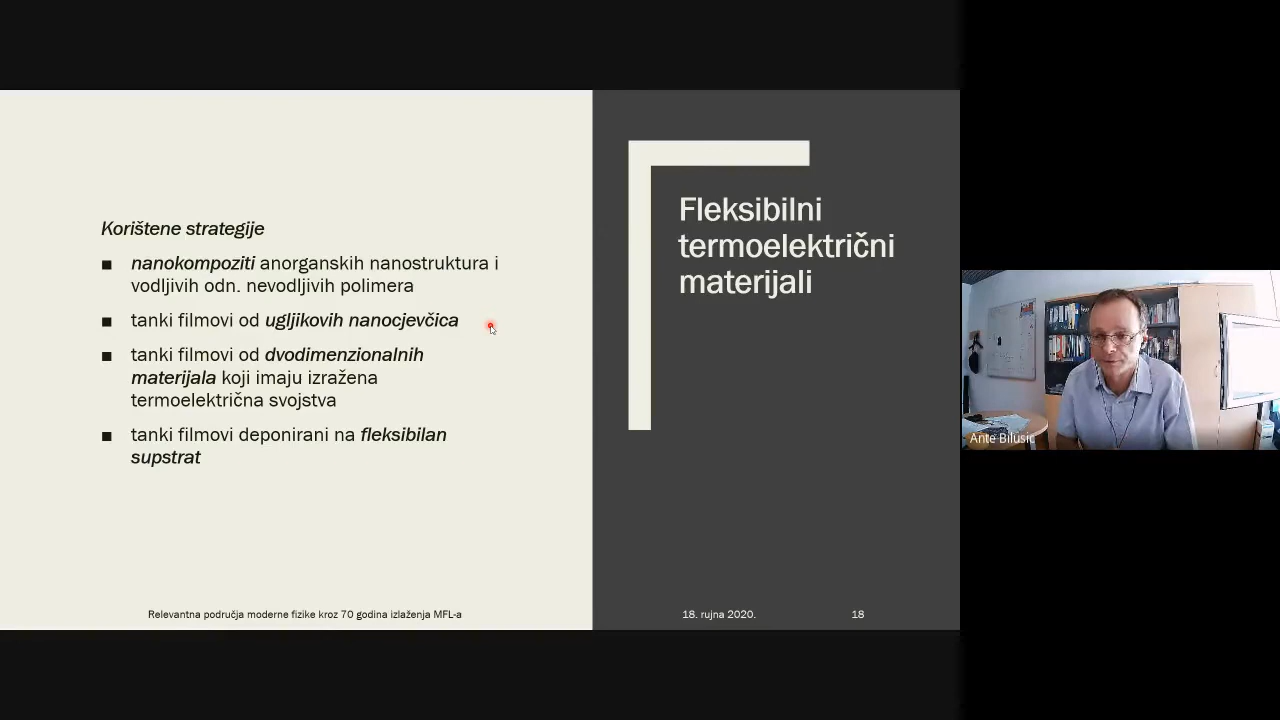 Korištene strategije
■ nanokompoziti anorganskih nanostruktura i
vodljivih odn. nevodljivih polimera
■ tanki filmovi od ugljikovih nanocjevčica
■ tanki filmovi od dvodimenzionalnih
materijala koji imaju izražena
termoelektrična svojstva
■ tanki filmovi deponirani na fleksibilan
supstrat
Fleksibilni
termoelektrični
materijali
Relevantna područja moderne fizike kroz 70 godina izlaženja MFL-a
18. rujna 2020.
18
Ante Bilušić